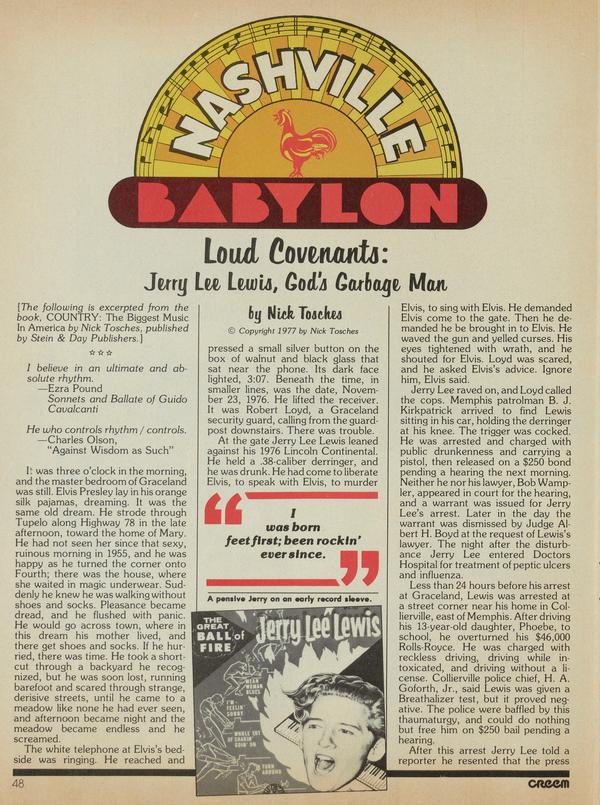 NASHVILLE
BABYLON
Loud Covenants:
Jerry Lee Lewis, God's Garbage Man
[The following is excerpted from the
book, COUNTRY: The Biggest Music
In America by Nick Tosches, published
by Stein & Day Publishers.]
☆☆☆
I believe in an ultimate and ab-
solute rhythm.
—Ezra Pound
Sonnets and Ballate of Guido
Cavalcanti
He who controls rhythm / controls.
—Charles Olson,
"Against Wisdom as Such"
It was three o'clock in the morning,
and the master bedroom of Graceland
was still. Elvis Presley lay in his orange
silk pajamas, dreaming. It was the
same old dream. He strode through
Tupelo along Highway 78 in the late
afternoon, toward the home of Mary.
He had not seen her since that sexy,
ruinous morning in 1955, and he was
happy as he turned the corner onto
Fourth; there was the house, where
she waited in magic underwear. Sud-
denly he knew he was walking without
shoes and socks. Pleasance became
dread, and he flushed with panic.
He would go across town, where in
this dream his mother lived, and
there get shoes and socks. If he hur-
ried, there was time. He took a short-
cut through a backyard he recog-
nized, but he was soon lost, running
barefoot and scared through strange,
derisive streets, until he came to a
meadow like none he had ever seen,
and afternoon became night and the
meadow became endless and he
screamed.
The white telephone at Elvis's bed-
side was ringing. He reached and
by Nick Tosches
© Copyright 1977 by Nick Tosches
pressed a small silver button on the
box of walnut and black glass that
sat near the phone. Its dark face
lighted, 3:07. Beneath the time, in
smaller lines, was the date, Novem-
ber 23, 1976. He lifted the receiver.
It was Robert Loyd, a Graceland
security guard, calling from the guard-
post downstairs. There was trouble.
At the gate Jerry Lee Lewis leaned
against his 1976 Lincoln Continental.
He held a .38-caliber derringer, and
he was drunk. He had come to liberate
Elvis, to speak with Elvis, to murder
"I
was born
feet first; been rockin'
ever since."
A pensive Jerry on an early record sleeve.
THE
GREAT
BALL of
FIRE
Jerry Lee Lewis
MEAN
WOMAN
BLUES
I'M
FEELIN'
SORRY
WHOLE LOT
OF SHAKIN'
GOIN' ON
TURN
AROUND
Elvis, to sing with Elvis. He demanded
Elvis come to the gate. Then he de-
manded he be brought in to Elvis. He
waved the gun and yelled curses. His
eyes tightened with wrath, and he
shouted for Elvis. Loyd was scared,
and he asked Elvis's advice. Ignore
him, Elvis said.
Jerry Lee raved on, and Loyd called
the cops. Memphis patrolman B. J.
Kirkpatrick arrived to find Lewis
sitting in his car, holding the derringer
at his knee. The trigger was cocked.
He was arrested and charged with
public drunkenness and carrying a
pistol, then released on a $250 bond
pending a hearing the next morning.
Neither he nor his lawyer, Bob Wamp-
ler, appeared in court for the hearing,
and a warrant was issued for Jerry
Lee's arrest. Later in the day the
warrant was dismissed by Judge Al-
bert H. Boyd at the request of Lewis's
lawyer. The night after the disturb-
ance Jerry Lee entered Doctors
Hospital for treatment of peptic ulcers
and influenza.
Less than 24 hours before his arrest
at Graceland, Lewis was arrested at
a street corner near his home in Col-
lierville, east of Memphis. After driving
his 13-year-old daughter, Phoebe, to
school, he overturned his $46,000
Rolls-Royce. He was charged with
reckless driving, driving while in-
toxicated, and driving without a li-
cense. Collierville police chief, H. A.
Goforth, Jr., said Lewis was given a
Breathalizer test, but it proved neg-
ative. The police were baffled by this
thaumaturgy, and could do nothing
but free him on $250 bail pending a
hearing.
After this arrest Jerry Lee told a
reporter he resented that the press
48
CREEM